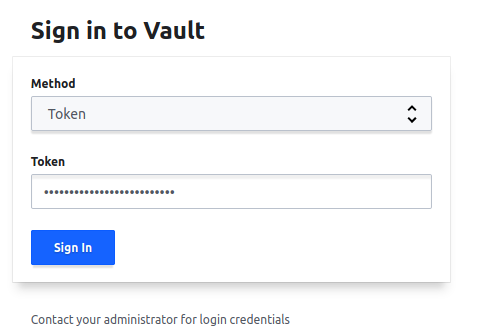 Sign in to Vault
Method
Token
Token
••••••••••••••••••••••••••
Sign In
Contact your administrator for login credentials